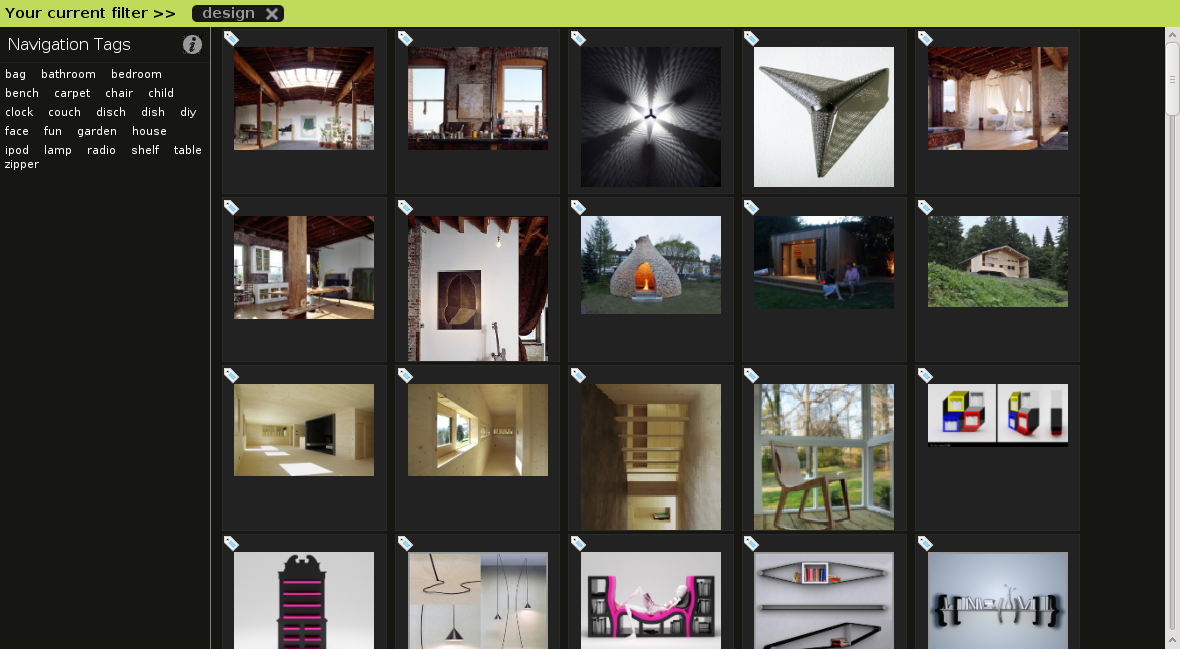 Your current filter >> design
Navigation Tags
bag bathroom bedroom
bench carpet chair child
clock couch disch dish diy
face fun garden house
ipod lamp radio shelf table
zipper